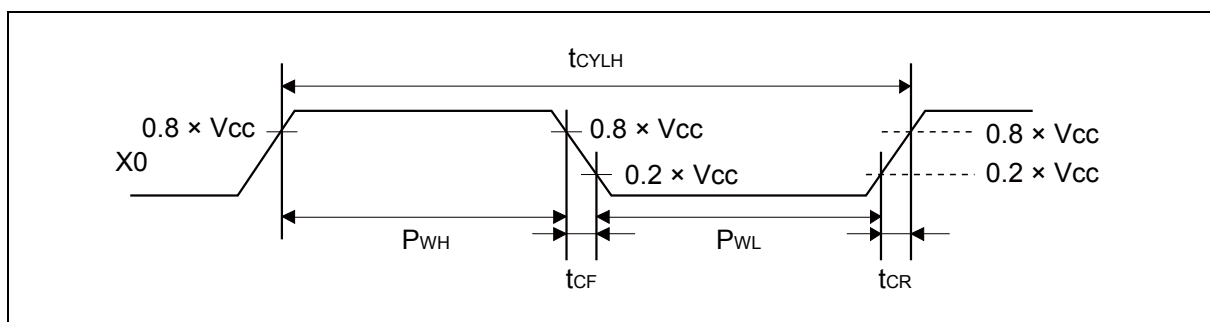 tCYLH
0.8 × Vcc
0.8 × Vcc
0.8 × Vcc
X0
0.2 × Vcc
0.2 × Vcc
PWH
PWL
tCF
tCR